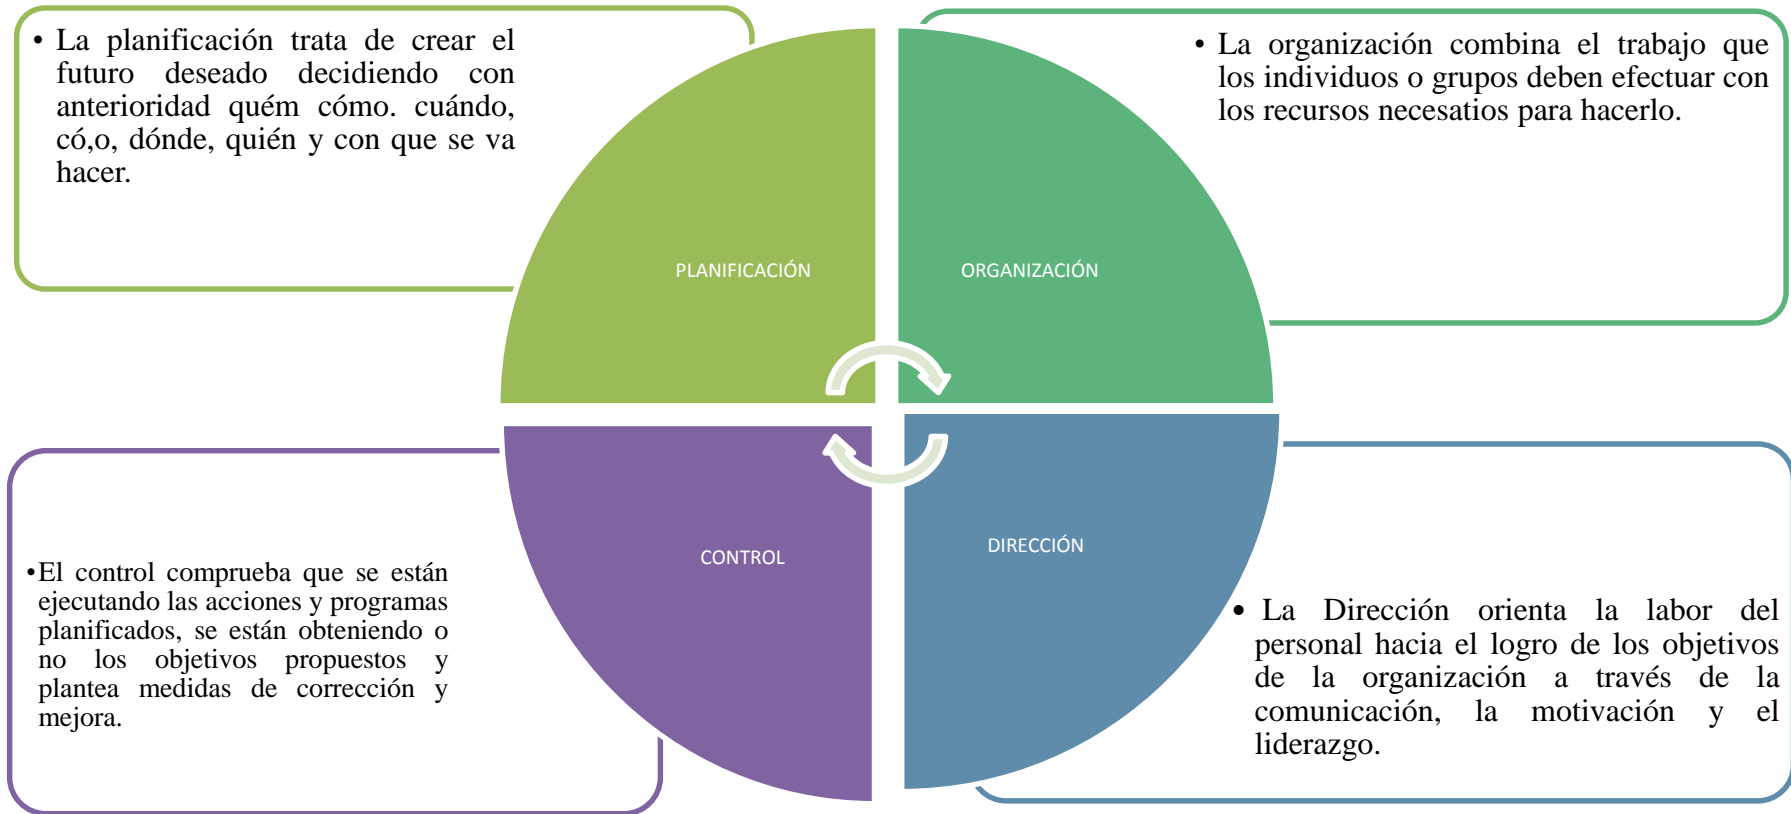 • La planificación trata de crear el
futuro deseado decidiendo con
anterioridad quém cómo. cuándo,
có,o, dónde, quién y con que se va
hacer.
• La organización combina el trabajo que
los individuos o grupos deben efectuar con
los recursos necesatios para hacerlo.
PLANIFICACIÓN
ORGANIZACIÓN
CONTROL
DIRECCIÓN
•El control comprueba que se están
ejecutando las acciones y programas
planificados, se están obteniendo o
no los objetivos propuestos y
plantea medidas de corrección y
mejora.
• La Dirección orienta la labor del
personal hacia el logro de los objetivos
de la organización a través de la
comunicación, la motivación y el
liderazgo.